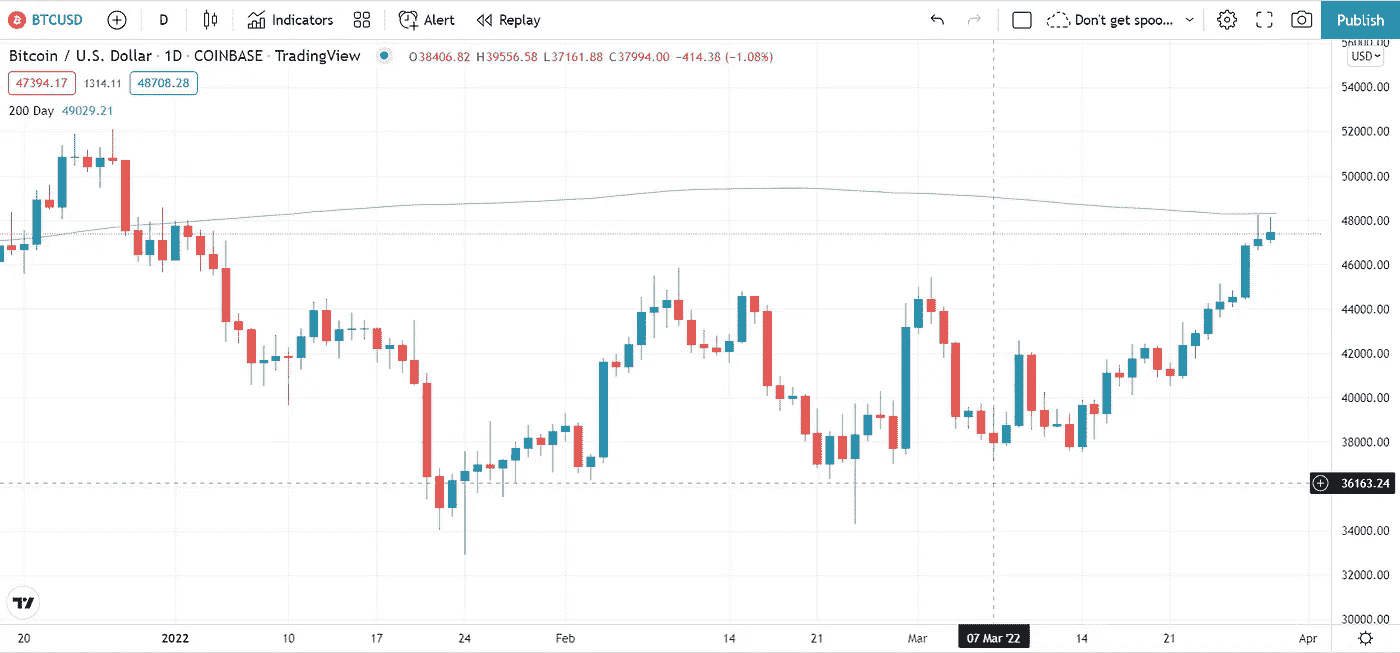 BTCUSD D Indicators Alert Replay Don't get spoo... Publish
Bitcoin / U.S. Dollar · 1D · COINBASE · TradingView O38406.82 H39556.58 L37161.88 C37994.00 −414.38 (−1.08%)
47394.17 1314.11 48708.28
200 Day 49029.21
56000.00
USD
54000.00
52000.00
50000.00
48000.00
46000.00
44000.00
42000.00
40000.00
38000.00
36163.24
34000.00
32000.00
30000.00
20 2022 10 17 24 Feb 14 21 Mar 07 Mar '22 14 21 Apr